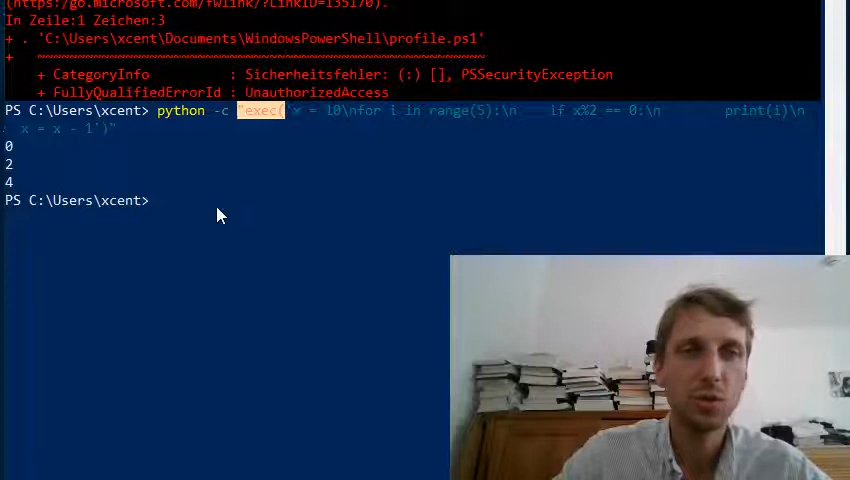 (https:/go.microsoft.com/fwlink/?LinkID=135170).
In Zeile:1 Zeichen:3
+ . 'C:\Users\xcent\Documents\WindowsPowerShell\profile.ps1'
+   ~~~~~~~~~~~~~~~~~~~~~~~~~~~~~~~~~~~~~~~~~~~~~~~~~~~~~~~~
    + CategoryInfo          : Sicherheitsfehler: (:) [], PSSecurityException
    + FullyQualifiedErrorId : UnauthorizedAccess
PS C:\Users\xcent> python -c "exec('x = 10\nfor i in range(5):\n    if x%2 == 0:\n        print(i)\n
    x = x - 1')"
0
2
4
PS C:\Users\xcent>